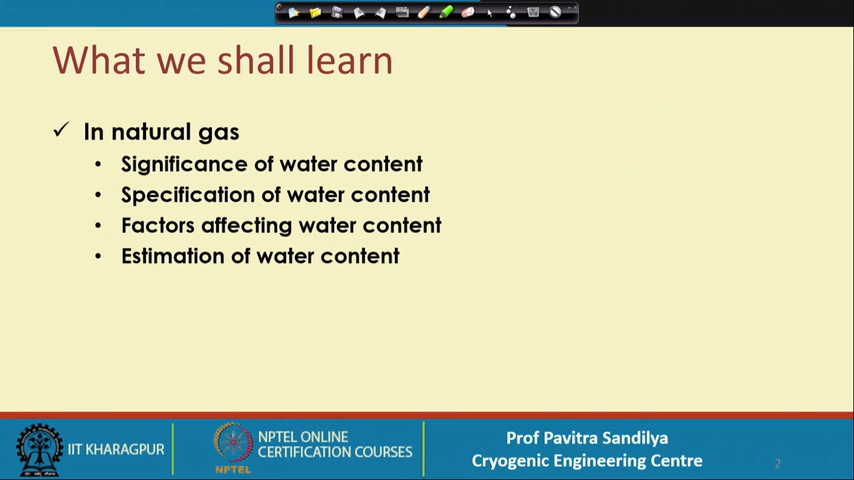 What we shall learn
✓ In natural gas
• Significance of water content
• Specification of water content
• Factors affecting water content
• Estimation of water content
IIT KHARAGPUR
NPTEL
NPTEL ONLINE
CERTIFICATION COURSES
Prof Pavitra Sandilya
Cryogenic Engineering Centre
2